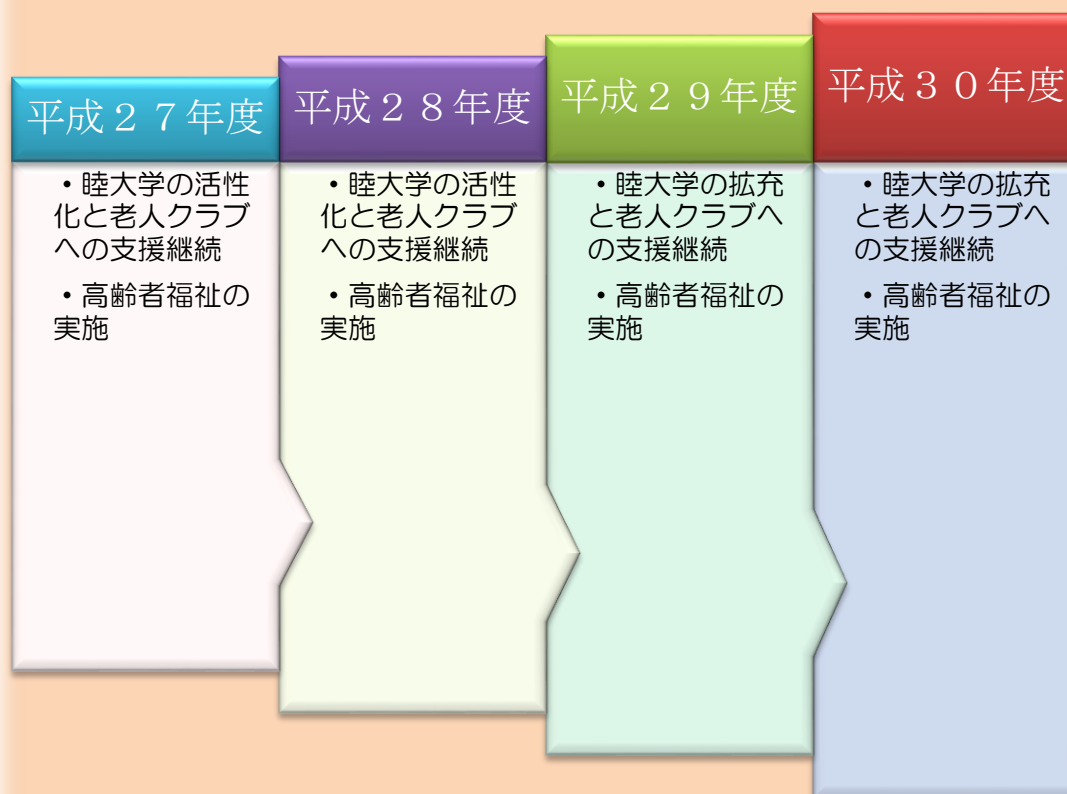 平成２７年度
・睦大学の活性
化と老人クラブ
への支援継続
・高齢者福祉の
実施
平成２８年度
・睦大学の活性
化と老人クラブ
への支援継続
・高齢者福祉の
実施
平成２９年度
・睦大学の拡充
と老人クラブへ
の支援継続
・高齢者福祉の
実施
平成３０年度
・睦大学の拡充
と老人クラブへ
の支援継続
・高齢者福祉の
実施